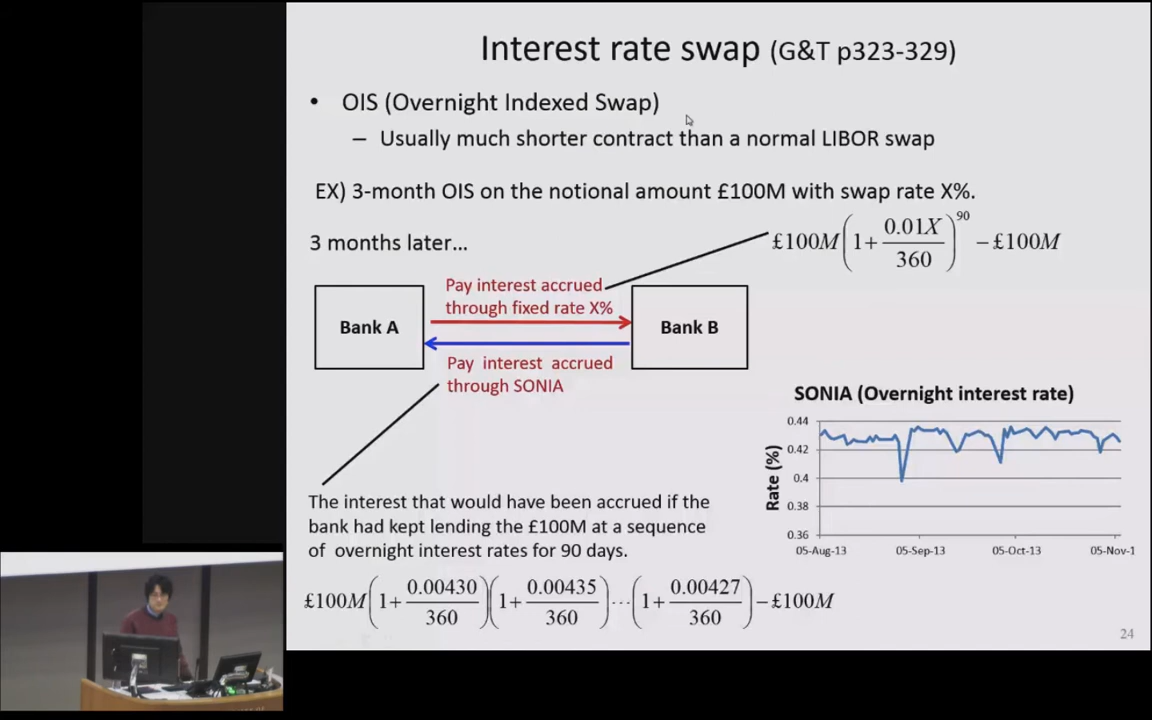 Interest rate swap (G&T p323-329)
• OIS (Overnight Indexed Swap)
– Usually much shorter contract than a normal LIBOR swap
EX) 3-month OIS on the notional amount £100M with swap rate X%.
3 months later…
£100M(1+0.01X/360)^90 −£100M
Pay interest accrued
through fixed rate X%
Bank A
Bank B
Pay interest accrued
through SONIA
SONIA (Overnight interest rate)
Rate (%)
0.44
0.42
0.4
0.38
0.36
05-Aug-13 05-Sep-13 05-Oct-13 05-Nov-1
The interest that would have been accrued if the
bank had kept lending the £100M at a sequence
of overnight interest rates for 90 days.
£100M(1+0.00430/360)(1+0.00435/360)⋯(1+0.00427/360)−£100M
24